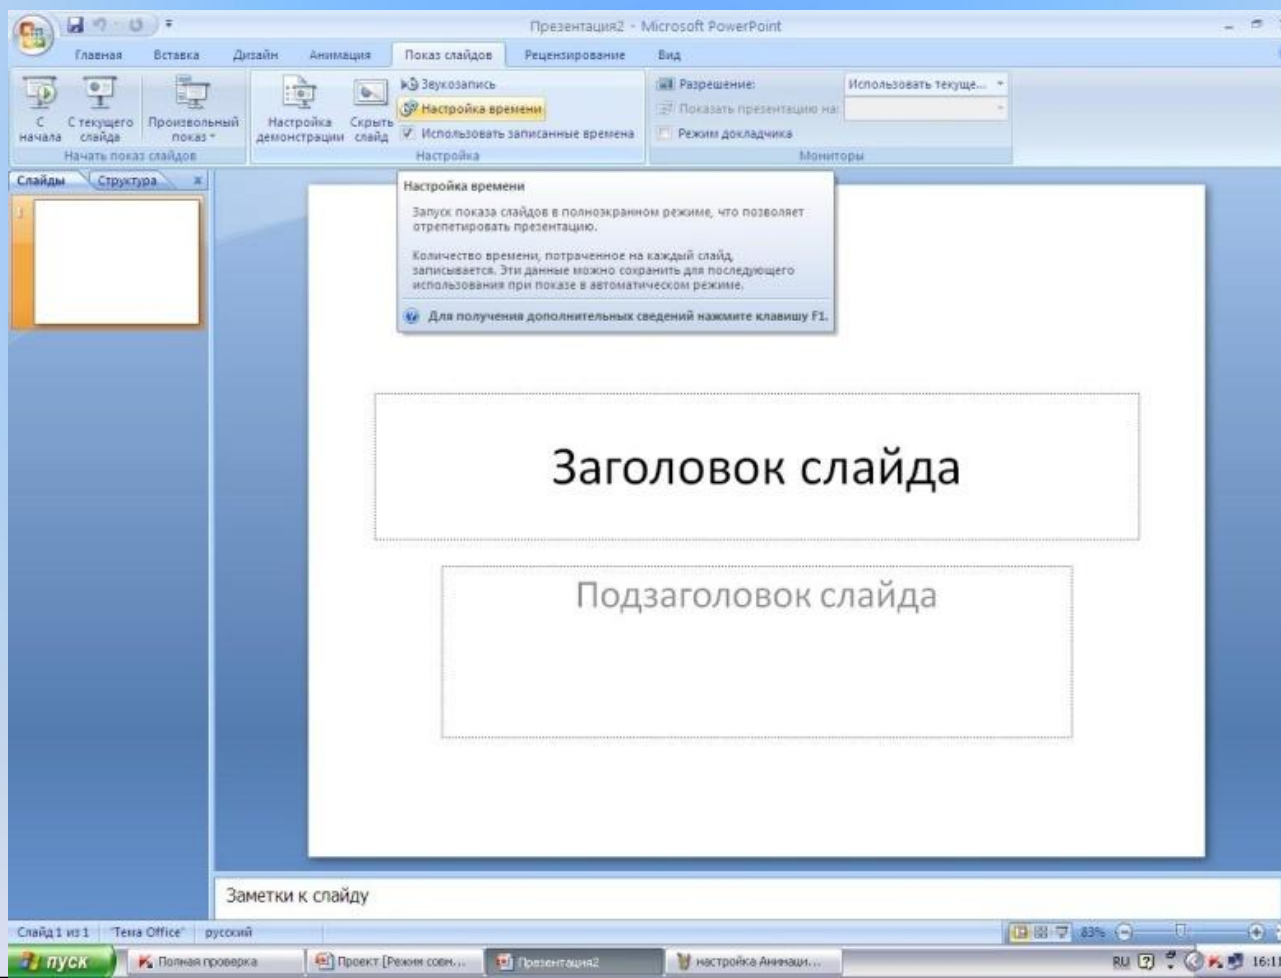 Презентация2 - Microsoft PowerPoint
Главная Вставка Дизайн Анимация Показ слайдов Рецензирование Вид
С начала
С текущего слайда
Произвольный показ
Начать показ слайдов
Настройка демонстрации
Скрыть слайд
Звукозапись
Настройка времени
Использовать записанные времена
Настройка
Разрешение: Использовать текуще...
Показать презентацию на:
Режим докладчика
Мониторы
Слайды Структура
1
Настройка времени
Запуск показа слайдов в полноэкранном режиме, что позволяет
отрепетировать презентацию.
Количество времени, потраченное на каждый слайд,
записывается. Эти данные можно сохранить для последующего
использования при показе в автоматическом режиме.
Для получения дополнительных сведений нажмите клавишу F1.
Заголовок слайда
Подзаголовок слайда
Заметки к слайду
Слайд 1 из 1 "Тема Office" русский 83%
пуск Полная проверка Проект [Режим совм... Презентация2 настройка Анимаци... RU 16:11